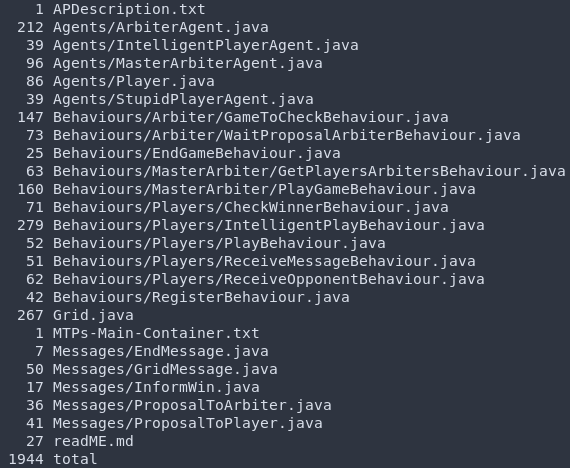 1 APDescription.txt
212 Agents/ArbiterAgent.java
39 Agents/IntelligentPlayerAgent.java
96 Agents/MasterArbiterAgent.java
86 Agents/Player.java
39 Agents/StupidPlayerAgent.java
147 Behaviours/Arbiter/GameToCheckBehaviour.java
73 Behaviours/Arbiter/WaitProposalArbiterBehaviour.java
25 Behaviours/EndGameBehaviour.java
63 Behaviours/MasterArbiter/GetPlayersArbitersBehaviour.java
160 Behaviours/MasterArbiter/PlayGameBehaviour.java
71 Behaviours/Players/CheckWinnerBehaviour.java
279 Behaviours/Players/IntelligentPlayBehaviour.java
52 Behaviours/Players/PlayBehaviour.java
51 Behaviours/Players/ReceiveMessageBehaviour.java
62 Behaviours/Players/ReceiveOpponentBehaviour.java
42 Behaviours/RegisterBehaviour.java
267 Grid.java
1 MTPs-Main-Container.txt
7 Messages/EndMessage.java
50 Messages/GridMessage.java
17 Messages/InformWin.java
36 Messages/ProposalToArbiter.java
41 Messages/ProposalToPlayer.java
27 readME.md
1944 total